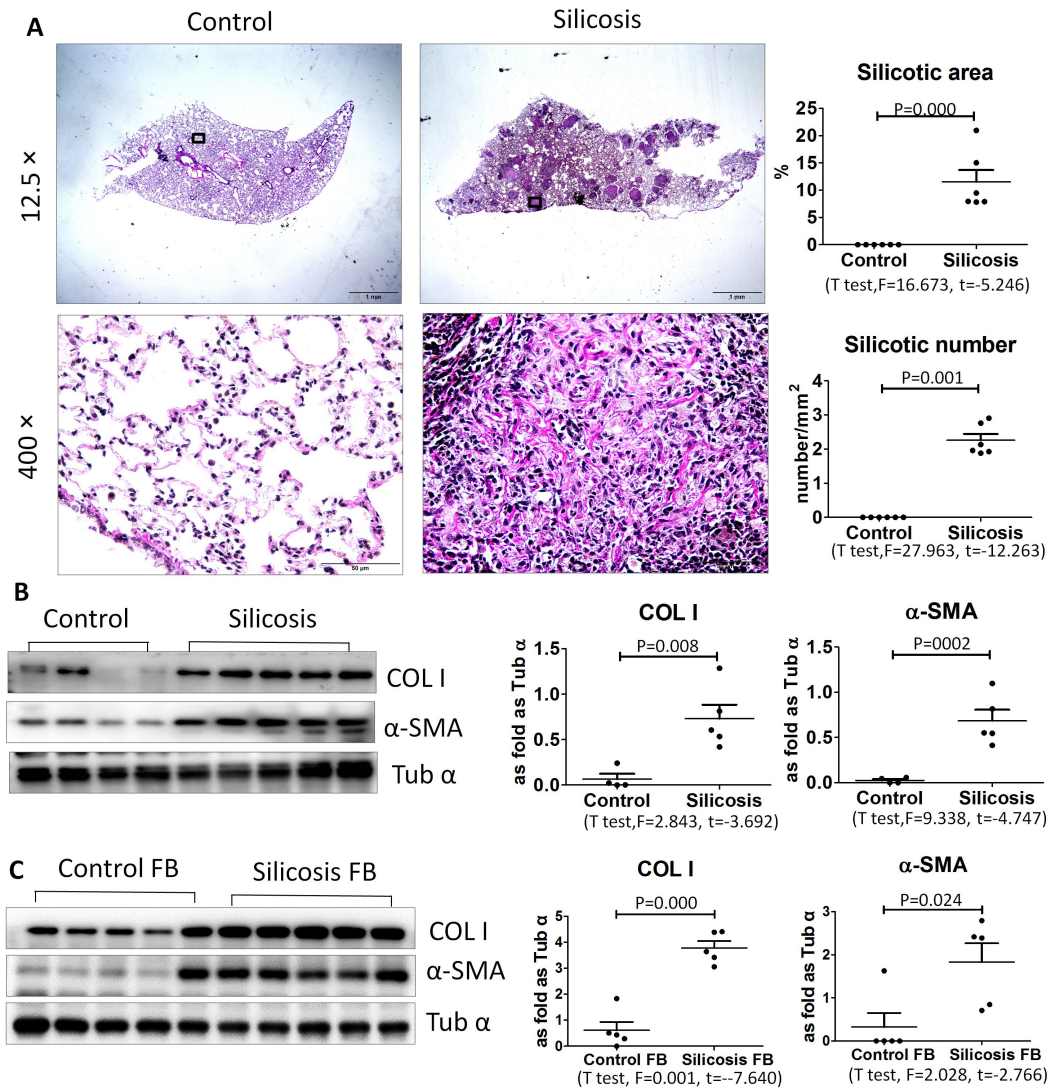 A
Control
Silicosis
12.5 ×
1 mm
1 mm
Silicotic area
P=0.000
25
20
15
10
5
0
%
Control Silicosis
(T test,F=16.673, t=-5.246)
400 ×
50 μm
Silicotic number
P=0.001
4
3
2
1
0
number/mm²
Control Silicosis
(T test,F=27.963, t=-12.263)
B
Control Silicosis
COL I
α-SMA
Tub α
COL I
P=0.008
1.5
1.0
0.5
0.0
as fold as Tub α
Control Silicosis
(T test,F=2.843, t=-3.692)
α-SMA
P=0002
1.5
1.0
0.5
0.0
as fold as Tub α
Control Silicosis
(T test,F=9.338, t=-4.747)
C
Control FB Silicosis FB
COL I
α-SMA
Tub α
COL I
P=0.000
5
4
3
2
1
0
as fold as Tub α
Control FB Silicosis FB
(T test, F=0.001, t=--7.640)
α-SMA
P=0.024
3
2
1
0
as fold as Tub α
Control FB Silicosis FB
(T test, F=2.028, t=-2.766)